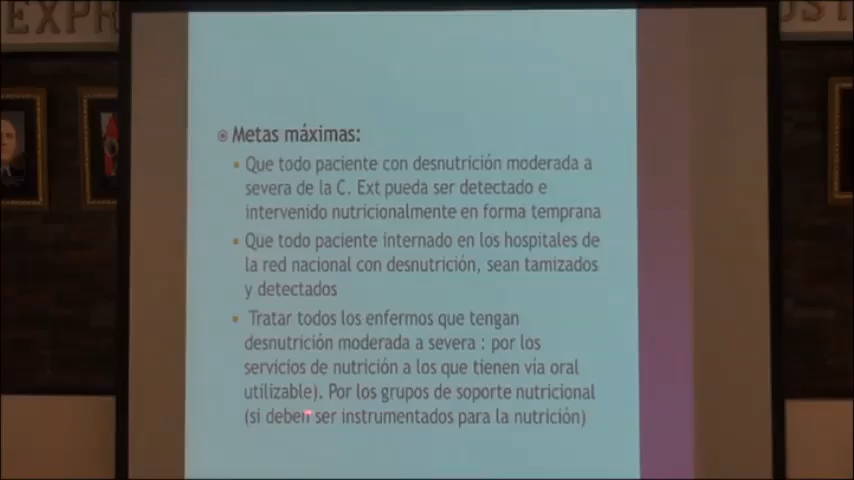 EXPR
UST
Metas máximas:
Que todo paciente con desnutrición moderada a
severa de la C. Ext pueda ser detectado e
intervenido nutricionalmente en forma temprana
Que todo paciente internado en los hospitales de
la red nacional con desnutrición, sean tamizados
y detectados
Tratar todos los enfermos que tengan
desnutrición moderada a severa : por los
servicios de nutrición a los que tienen vía oral
utilizable). Por los grupos de soporte nutricional
(si deben ser instrumentados para la nutrición)